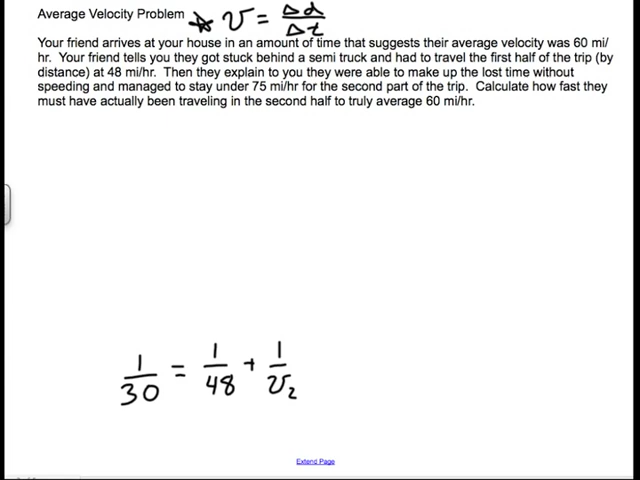 Average Velocity Problem ★ v = Δd/Δt
Your friend arrives at your house in an amount of time that suggests their average velocity was 60 mi/
hr. Your friend tells you they got stuck behind a semi truck and had to travel the first half of the trip (by
distance) at 48 mi/hr. Then they explain to you they were able to make up the lost time without
speeding and managed to stay under 75 mi/hr for the second part of the trip. Calculate how fast they
must have actually been traveling in the second half to truly average 60 mi/hr.
1/30 = 1/48 + 1/v₂
Extend Page